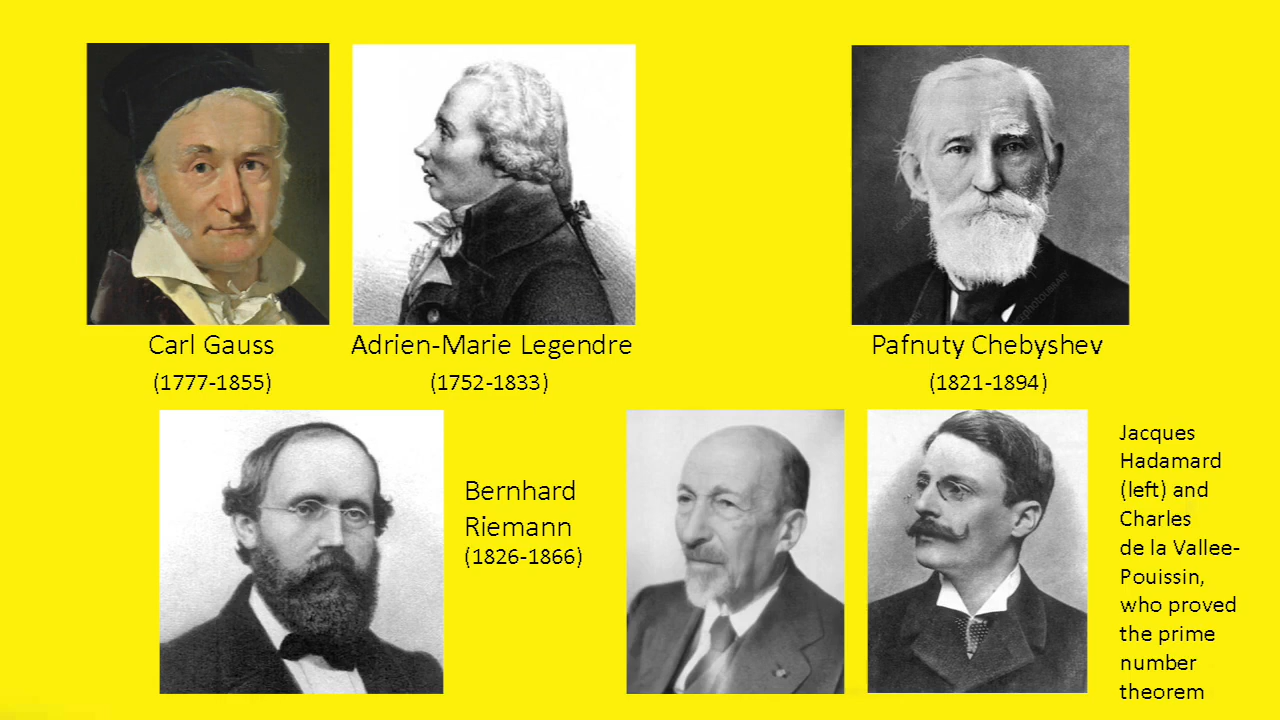 Carl Gauss
(1777-1855)
Adrien-Marie Legendre
(1752-1833)
Pafnuty Chebyshev
(1821-1894)
Bernhard
Riemann
(1826-1866)
Jacques
Hadamard
(left) and
Charles
de la Vallee-
Pouissin,
who proved
the prime
number
theorem